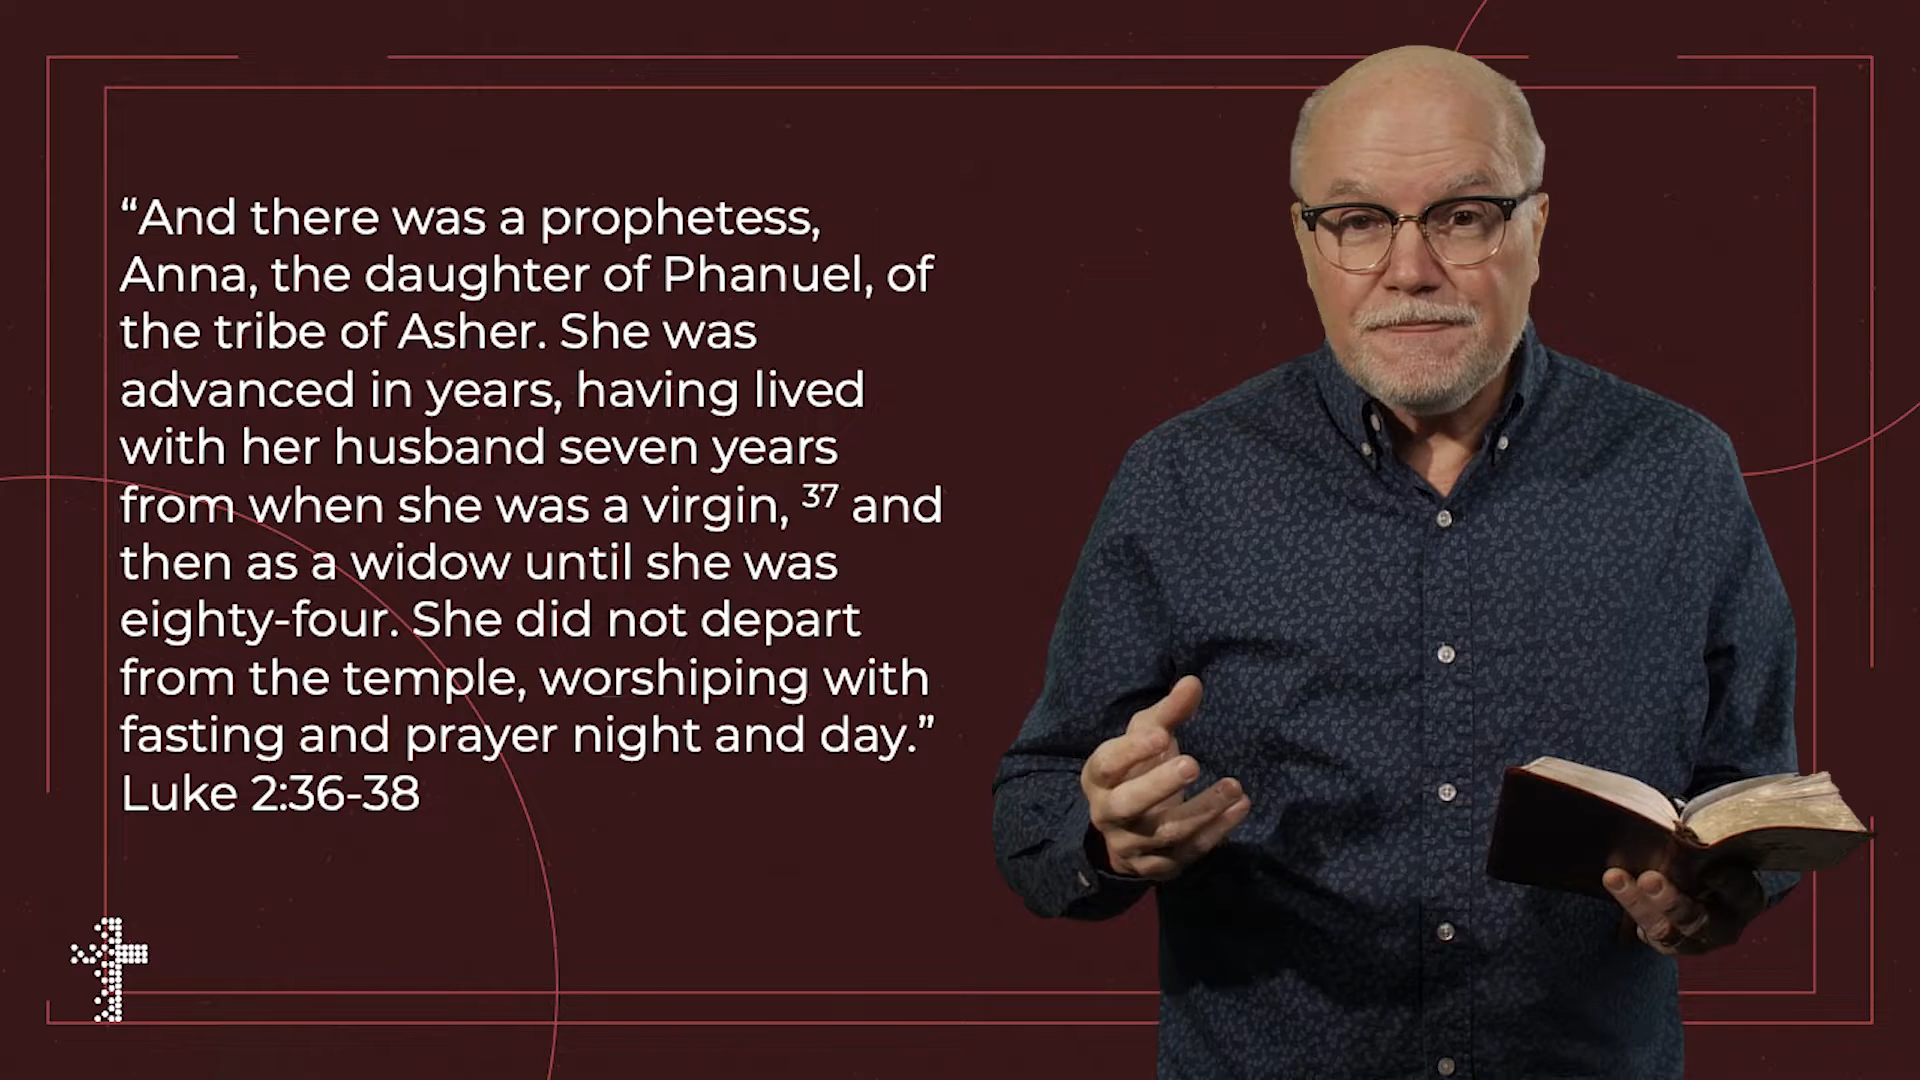 “And there was a prophetess,
Anna, the daughter of Phanuel, of
the tribe of Asher. She was
advanced in years, having lived
with her husband seven years
from when she was a virgin, ³⁷ and
then as a widow until she was
eighty-four. She did not depart
from the temple, worshiping with
fasting and prayer night and day.”
Luke 2:36-38